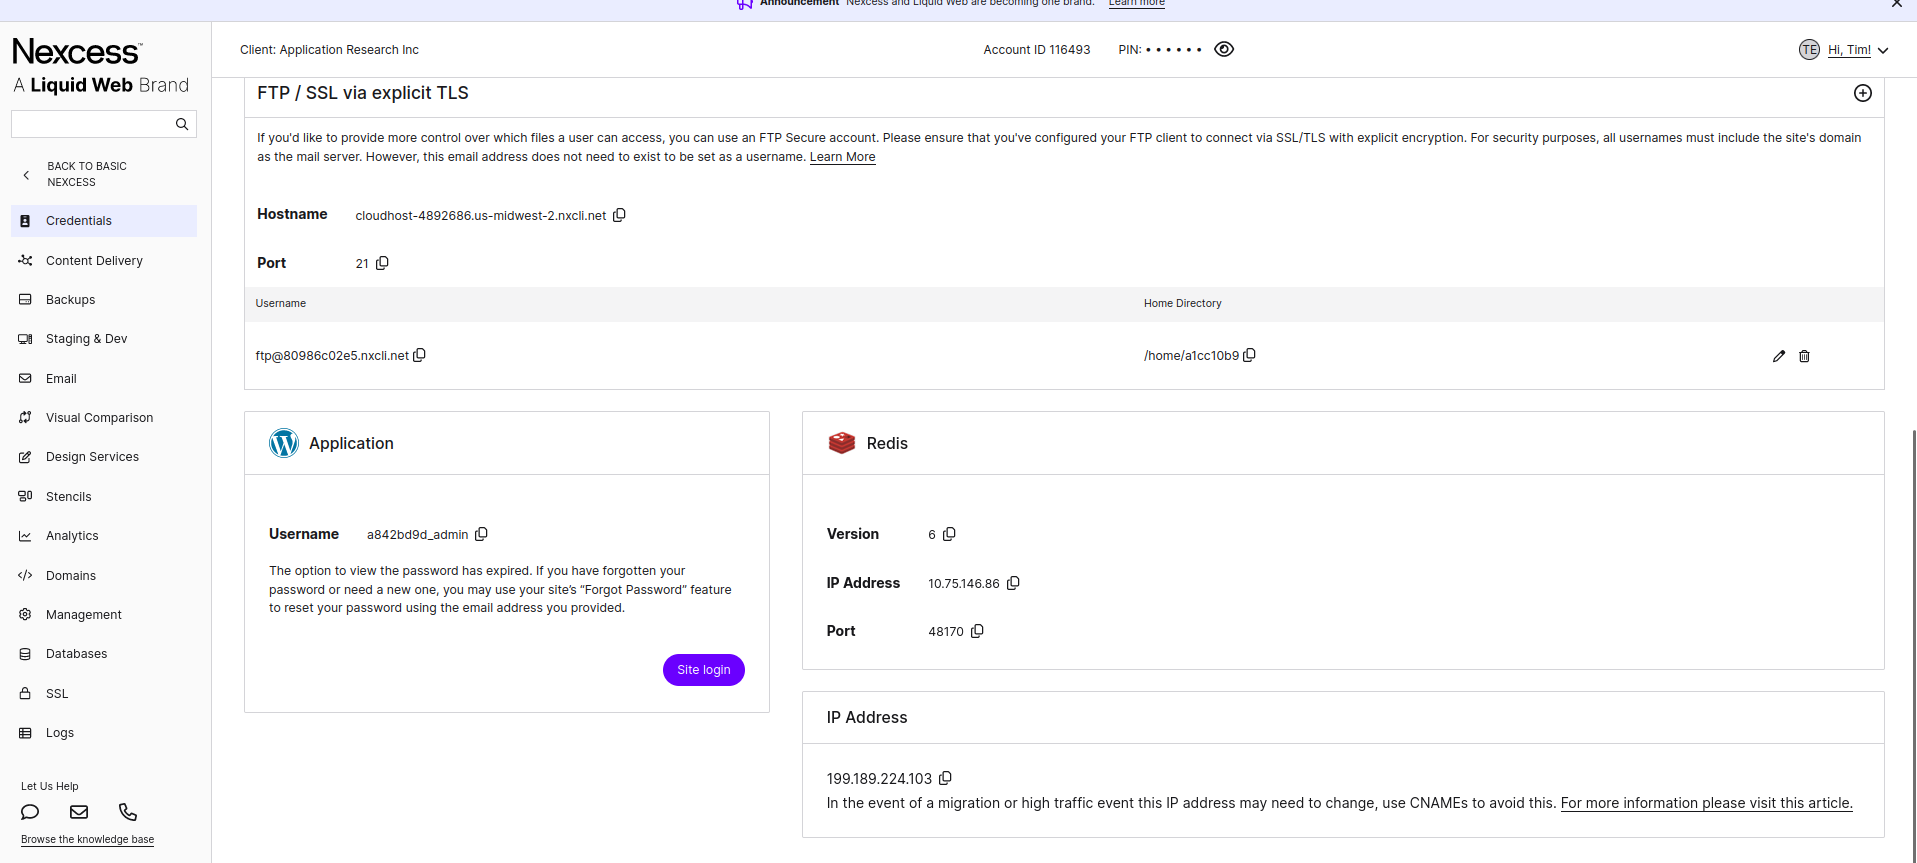 Announcement Nexcess and Liquid Web are becoming one brand. Learn more
Nexcess™
A Liquid Web Brand
Client: Application Research Inc
Account ID 116493
PIN: • • • • • •
TE
Hi, Tim!
BACK TO BASIC
NEXCESS
Credentials
Content Delivery
Backups
Staging & Dev
Email
Visual Comparison
Design Services
Stencils
Analytics
Domains
Management
Databases
SSL
Logs
Let Us Help
Browse the knowledge base
FTP / SSL via explicit TLS
If you'd like to provide more control over which files a user can access, you can use an FTP Secure account. Please ensure that you've configured your FTP client to connect via SSL/TLS with explicit encryption. For security purposes, all usernames must include the site's domain
as the mail server. However, this email address does not need to exist to be set as a username. Learn More
Hostname cloudhost-4892686.us-midwest-2.nxcli.net
Port 21
Username Home Directory
ftp@80986c02e5.nxcli.net /home/a1cc10b9
Application
Username a842bd9d_admin
The option to view the password has expired. If you have forgotten your
password or need a new one, you may use your site's “Forgot Password” feature
to reset your password using the email address you provided.
Site login
Redis
Version 6
IP Address 10.75.146.86
Port 48170
IP Address
199.189.224.103
In the event of a migration or high traffic event this IP address may need to change, use CNAMEs to avoid this. For more information please visit this article.